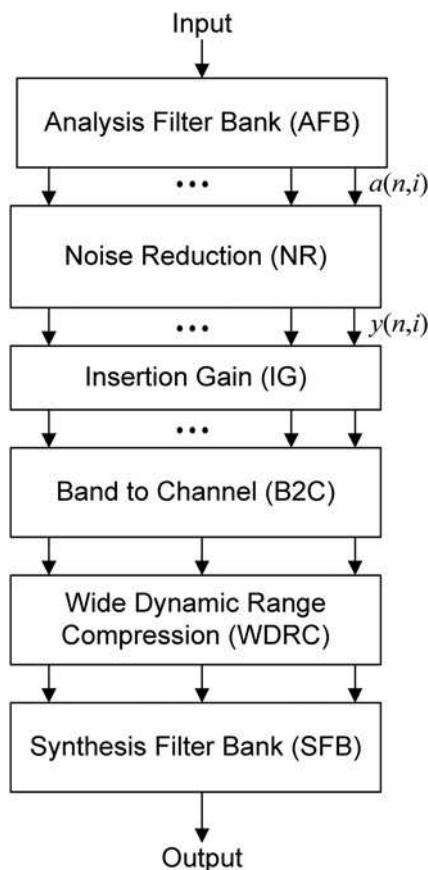 Input
Analysis Filter Bank (AFB)
... a(n,i)
Noise Reduction (NR)
... y(n,i)
Insertion Gain (IG)
...
Band to Channel (B2C)
Wide Dynamic Range
Compression (WDRC)
Synthesis Filter Bank (SFB)
Output